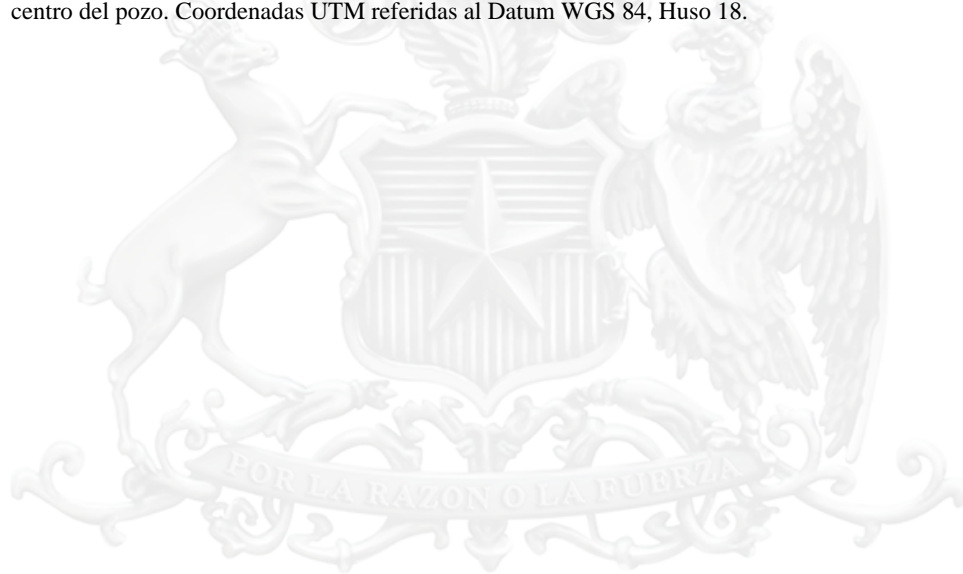 centro del pozo. Coordenadas UTM referidas al Datum WGS 84, Huso 18.
POR LA RAZON O LA FUERZA